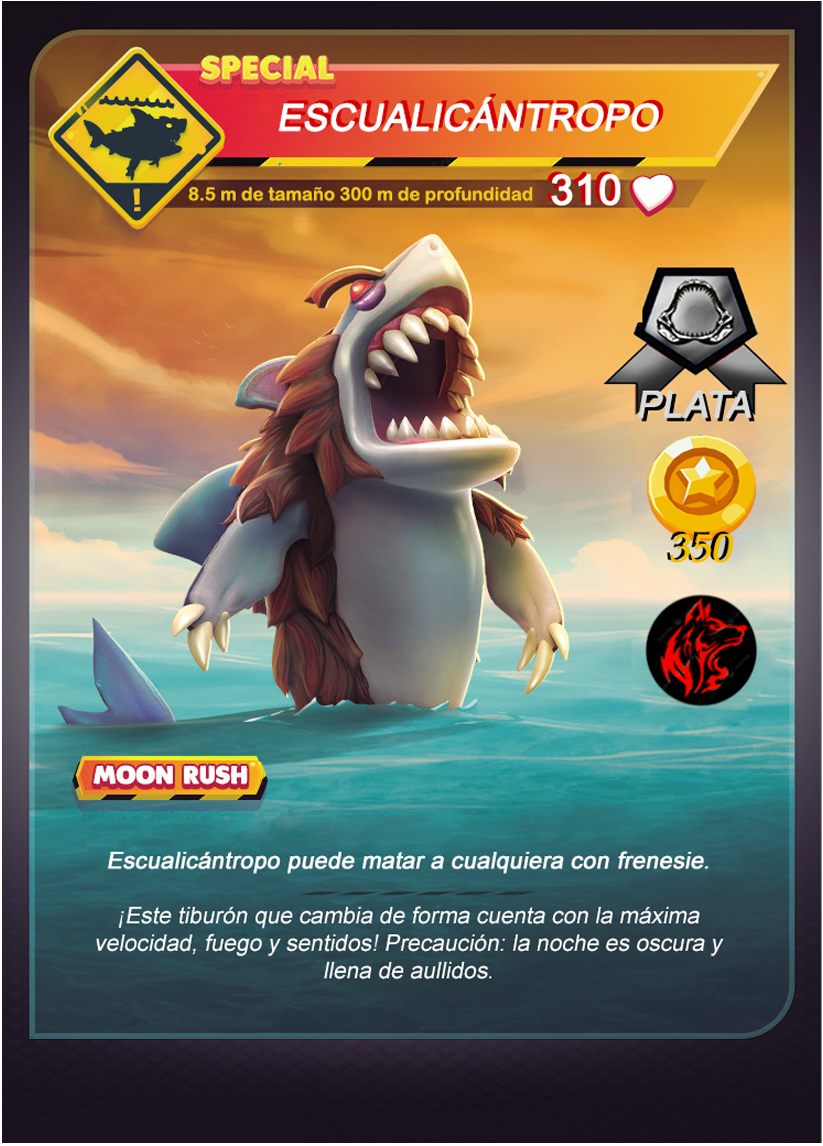 SPECIAL
ESCUALICÁNTROPO
!
8.5 m de tamaño 300 m de profundidad 310
PLATA
350
MOON RUSH
Escualicántropo puede matar a cualquiera con frenesie.
¡Este tiburón que cambia de forma cuenta con la máxima
velocidad, fuego y sentidos! Precaución: la noche es oscura y
llena de aullidos.